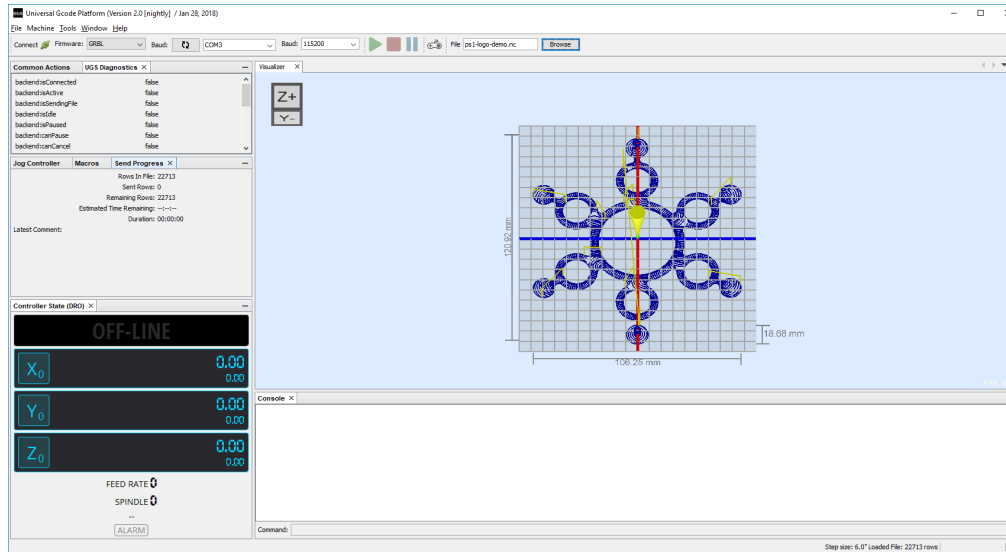 UGS Universal Gcode Platform (Version 2.0 [nightly] / Jan 28, 2018)
File Machine Tools Window Help
Connect Firmware: GRBL Baud: COM3 Baud: 115200 File ps1-logo-demo.nc Browse
Common Actions UGS Diagnostics
backend:isConnected false
backend:isActive false
backend:isSendingFile false
backend:isIdle false
backend:isPaused false
backend:canPause false
backend:canCancel false
Jog Controller Macros Send Progress
Rows In File: 22713
Sent Rows: 0
Remaining Rows: 22713
Estimated Time Remaining: --:--:--
Duration: 00:00:00
Latest Comment:
Controller State (DRO)
OFF-LINE
X0 0.00
0.00
Y0 0.00
0.00
Z0 0.00
0.00
FEED RATE 0
SPINDLE 0
--
ALARM
Visualizer
Z+
Y-
120.92 mm
18.68 mm
106.25 mm
Console
Command:
Step size: 6.0" Loaded File: 22713 rows